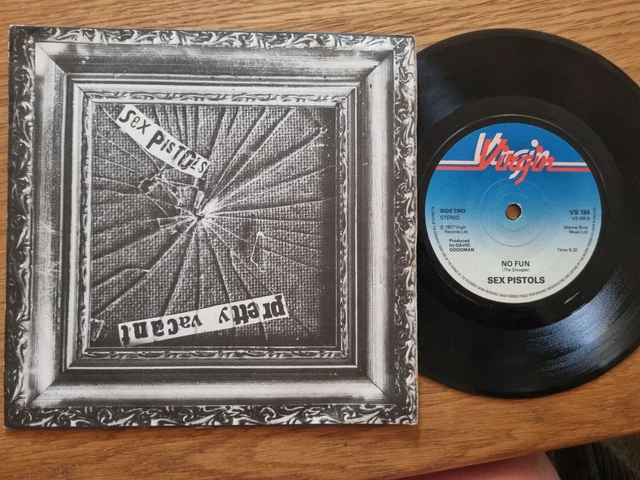 sex pistols
pretty vacant
Virgin
SIDE TWO
STEREO
VS 184
℗ 1977 Virgin
Records Ltd.
Warner Bros
Music Ltd
Produced
by DAVID
GOODMAN
NO FUN
(The Stooges)
SEX PISTOLS